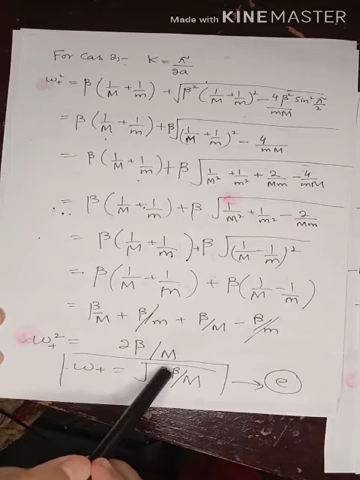 Made with KINEMASTER
For Cas 2:- K = π/2a
ω₊² = β (1/M + 1/m) + √β² (1/M + 1/m)² - 4β²/mM sin² π/2
= β (1/M + 1/m) + β √(1/M + 1/m)² - 4/mM
= β (1/M + 1/m) + β √1/M² + 1/m² + 2/Mm - 4/mM
= β (1/M + 1/m) + β √1/M² + 1/m² - 2/Mm
= β (1/M + 1/m) + β √(1/M - 1/m)²
= β (1/M + 1/m) + β (1/M - 1/m)
= β/M + β/m + β/M - β/m
ω₊² = 2β/M
ω₊ = √ β/M → e